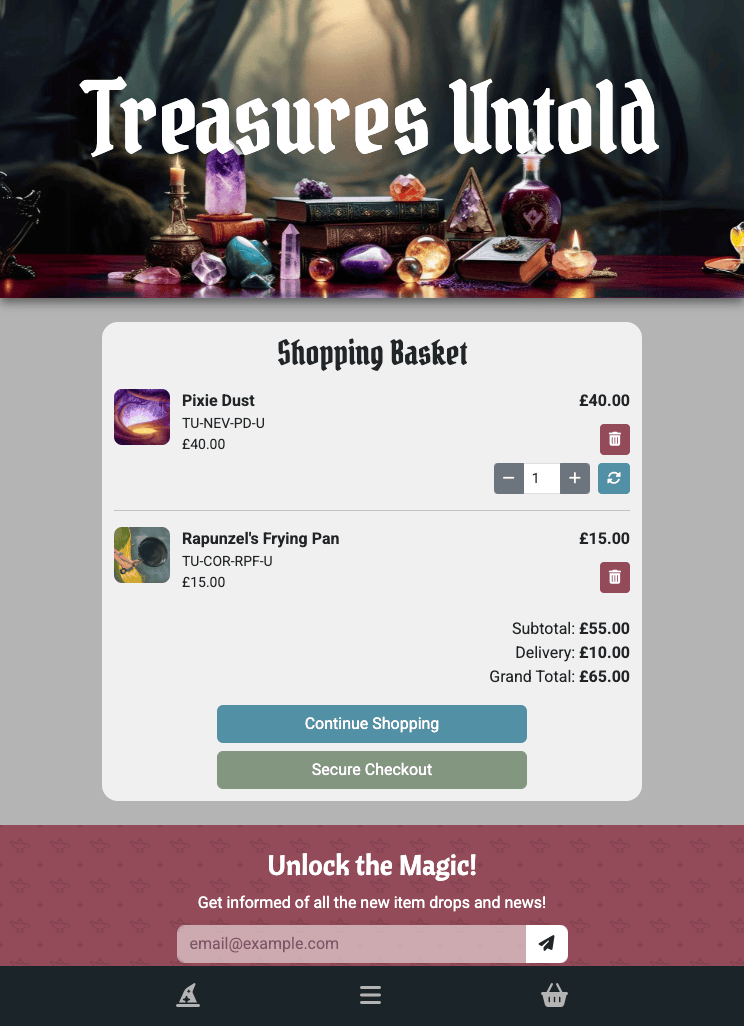 Treasures Untold
Shopping Basket
Pixie Dust £40.00
TU-NEV-PD-U
£40.00
1
Rapunzel's Frying Pan £15.00
TU-COR-RPF-U
£15.00
Subtotal: £55.00
Delivery: £10.00
Grand Total: £65.00
Continue Shopping
Secure Checkout
Unlock the Magic!
Get informed of all the new item drops and news!
email@example.com